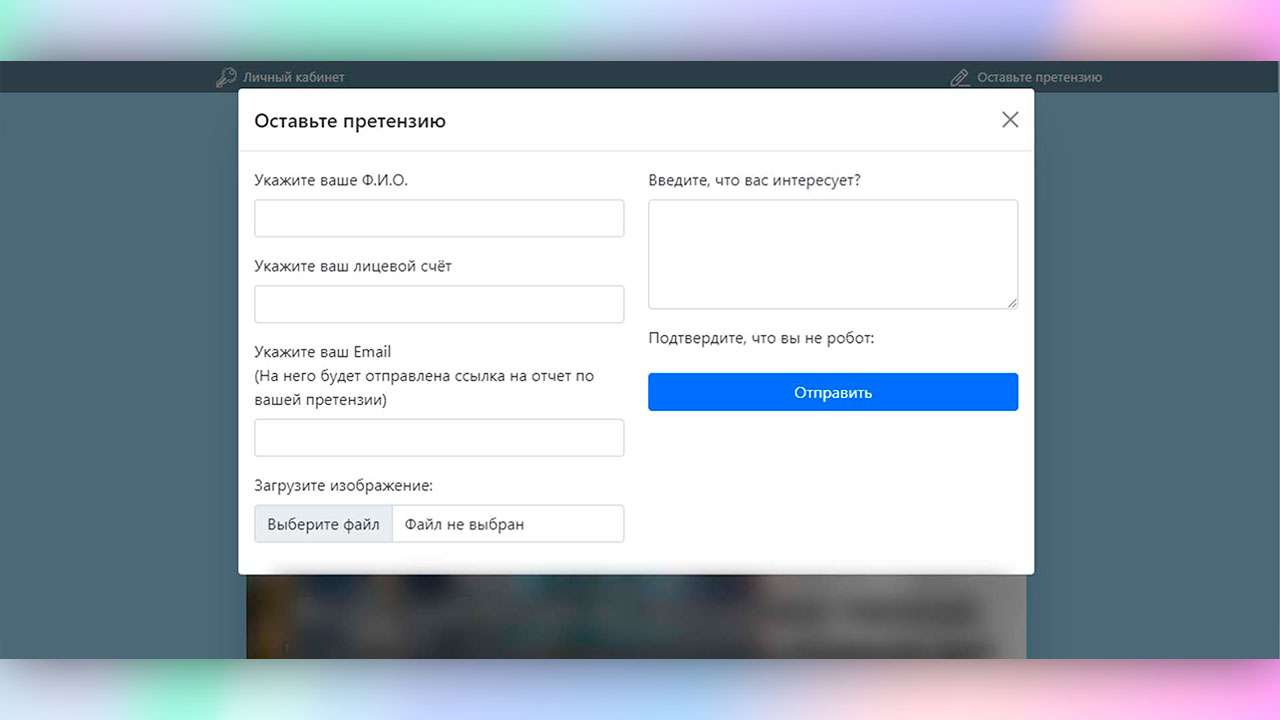 Личный кабинет
Оставьте претензию
Оставьте претензию
Укажите ваше Ф.И.О.
Укажите ваш лицевой счёт
Укажите ваш Email
(На него будет отправлена ссылка на отчет по
вашей претензии)
Загрузите изображение:
Выберите файл
Файл не выбран
Введите, что вас интересует?
Подтвердите, что вы не робот:
Отправить